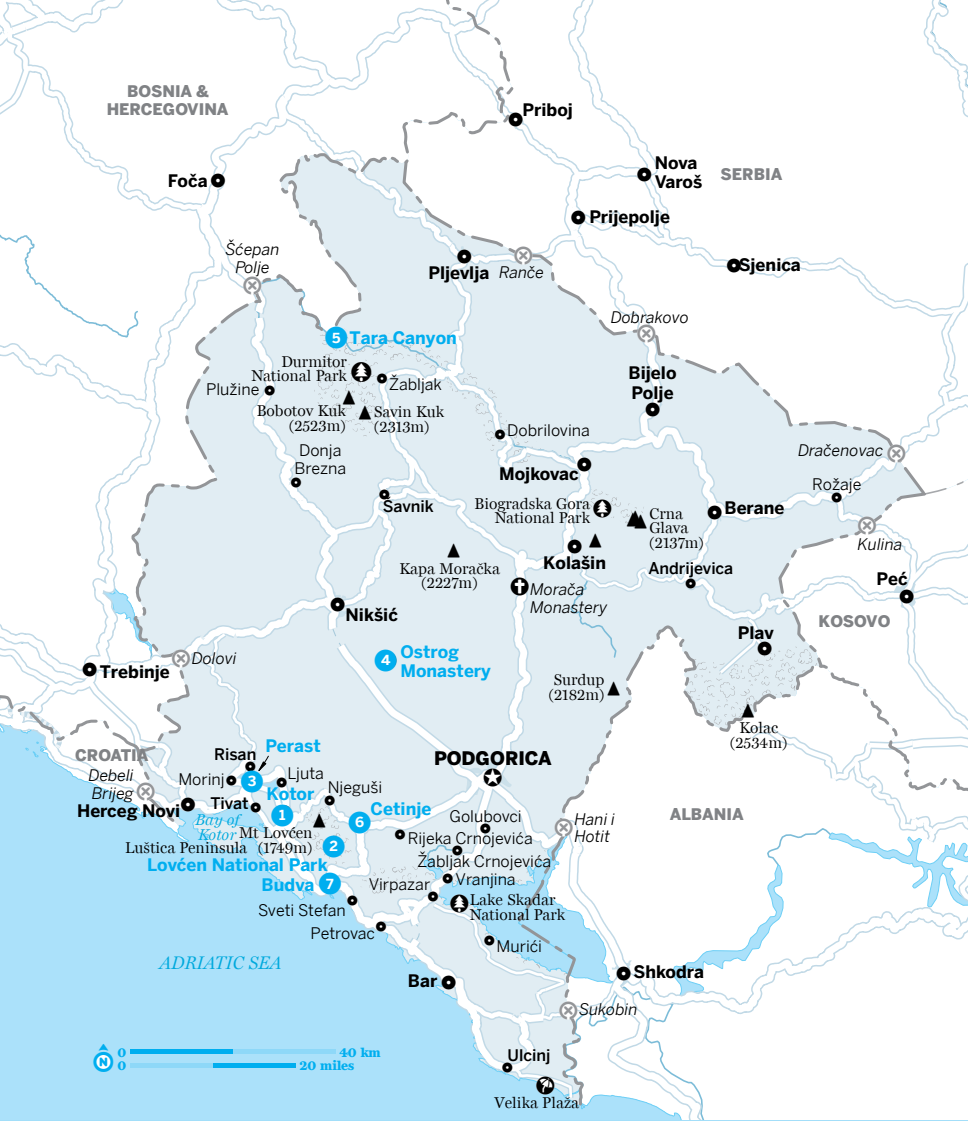 BOSNIA &
HERCEGOVINA
Priboj
Foča
Nova
Varoš
SERBIA
Prijepolje
Šćepan
Polje
Pljevlja
Ranče
Sjenica
Dobrakovo
5
Tara Canyon
Durmitor
National Park
Žabljak
Plužine
Bobotov Kuk
(2523m)
Savin Kuk
(2313m)
Bijelo
Polje
Dobrilovina
Donja
Brezna
Dračenovac
Mojkovac
Rožaje
Šavnik
Biogradska Gora
National Park
Crna
Glava
(2137m)
Berane
Kulina
Kolašin
Kapa Moračka
(2227m)
Andrijevica
Peć
Morača
Monastery
Nikšić
KOSOVO
Plav
4
Ostrog
Monastery
Dolovi
Trebinje
Surdup
(2182m)
Kolac
(2534m)
CROATIA
Debeli
Brijeg
Risan
Perast
PODGORICA
Morinj
3
Ljuta
Kotor
Njeguši
Herceg Novi
Tivat
1
Cetinje
6
Golubovci
ALBANIA
Hani i
Hotit
Bay of
Kotor
Mt Lovćen
(1749m)
Luštica Peninsula
2
Rijeka Crnojevića
Žabljak Crnojevića
Lovćen National Park
Budva
7
Virpazar
Vranjina
Lake Skadar
National Park
Sveti Stefan
Petrovac
Murići
ADRIATIC SEA
Bar
Shkodra
Sukobin
N
0
40 km
0
20 miles
Ulcinj
Velika Plaža